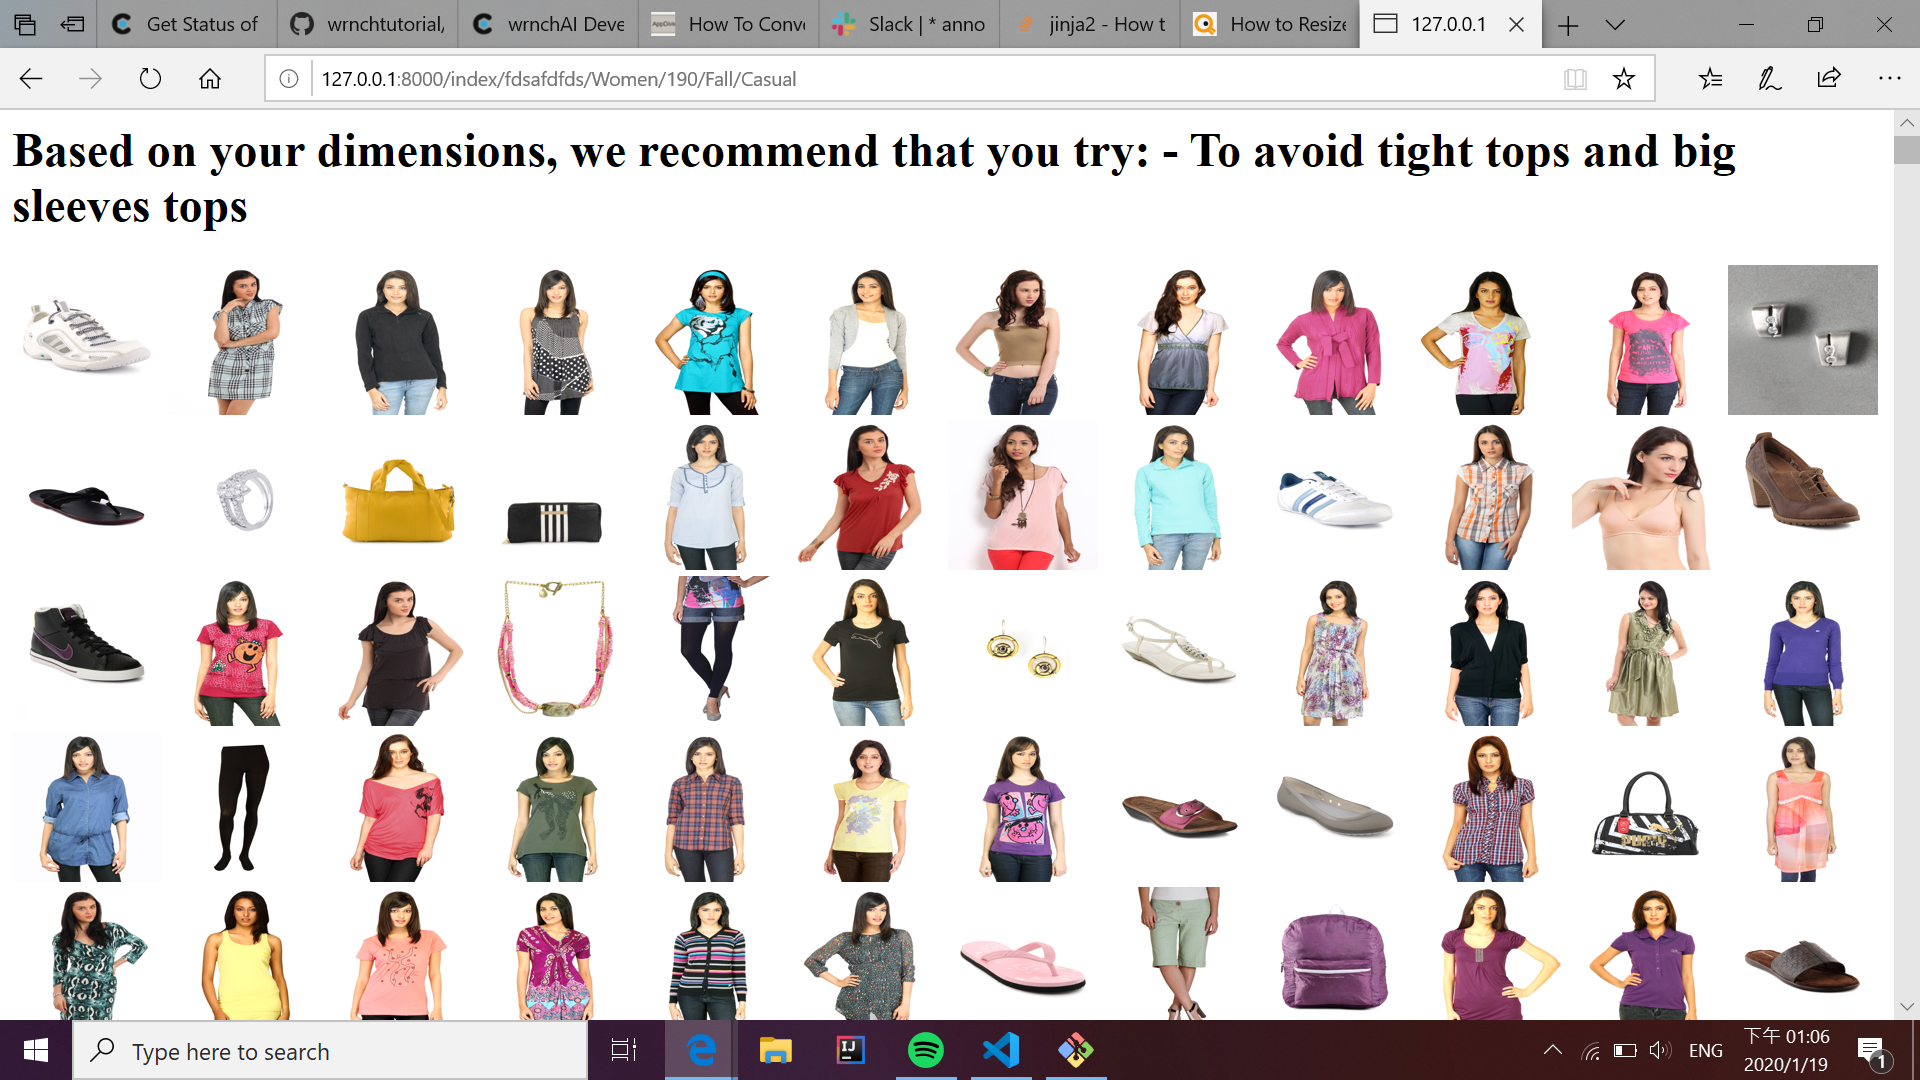 Get Status of
wrnchtutorial,
wrnchAI Deve
How To Conve
Slack | * anno
jinja2 - How t
How to Resize
127.0.0.1
127.0.0.1:8000/index/fdsafdfds/Women/190/Fall/Casual
Based on your dimensions, we recommend that you try: - To avoid tight tops and big
sleeves tops
Type here to search
ENG
下午 01:06
2020/1/19
1